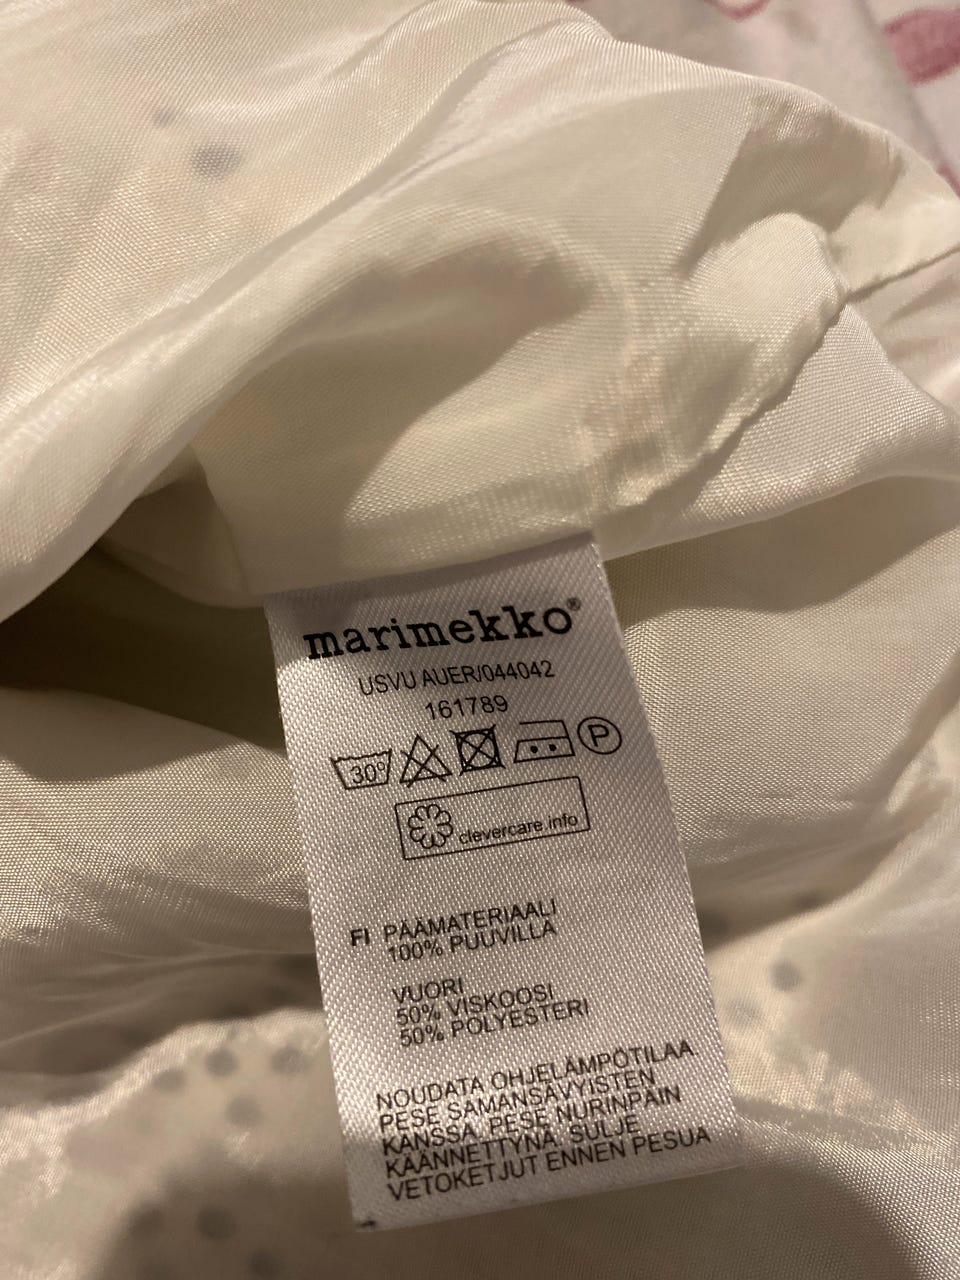 marimekko®
USVU AUER/044042
161789
30° P
clevercare.info
FI PÄÄMATERIAALI
100% PUUVILLA
VUORI
50% VISKOOSI
50% POLYESTERI
NOUDATA OHJELÄMPÖTILAA
PESE SAMANSÄVYISTEN
KANSSA. PESE NURINPÄIN
KÄÄNNETTYNÄ. SULJE
VETOKETJUT ENNEN PESUA